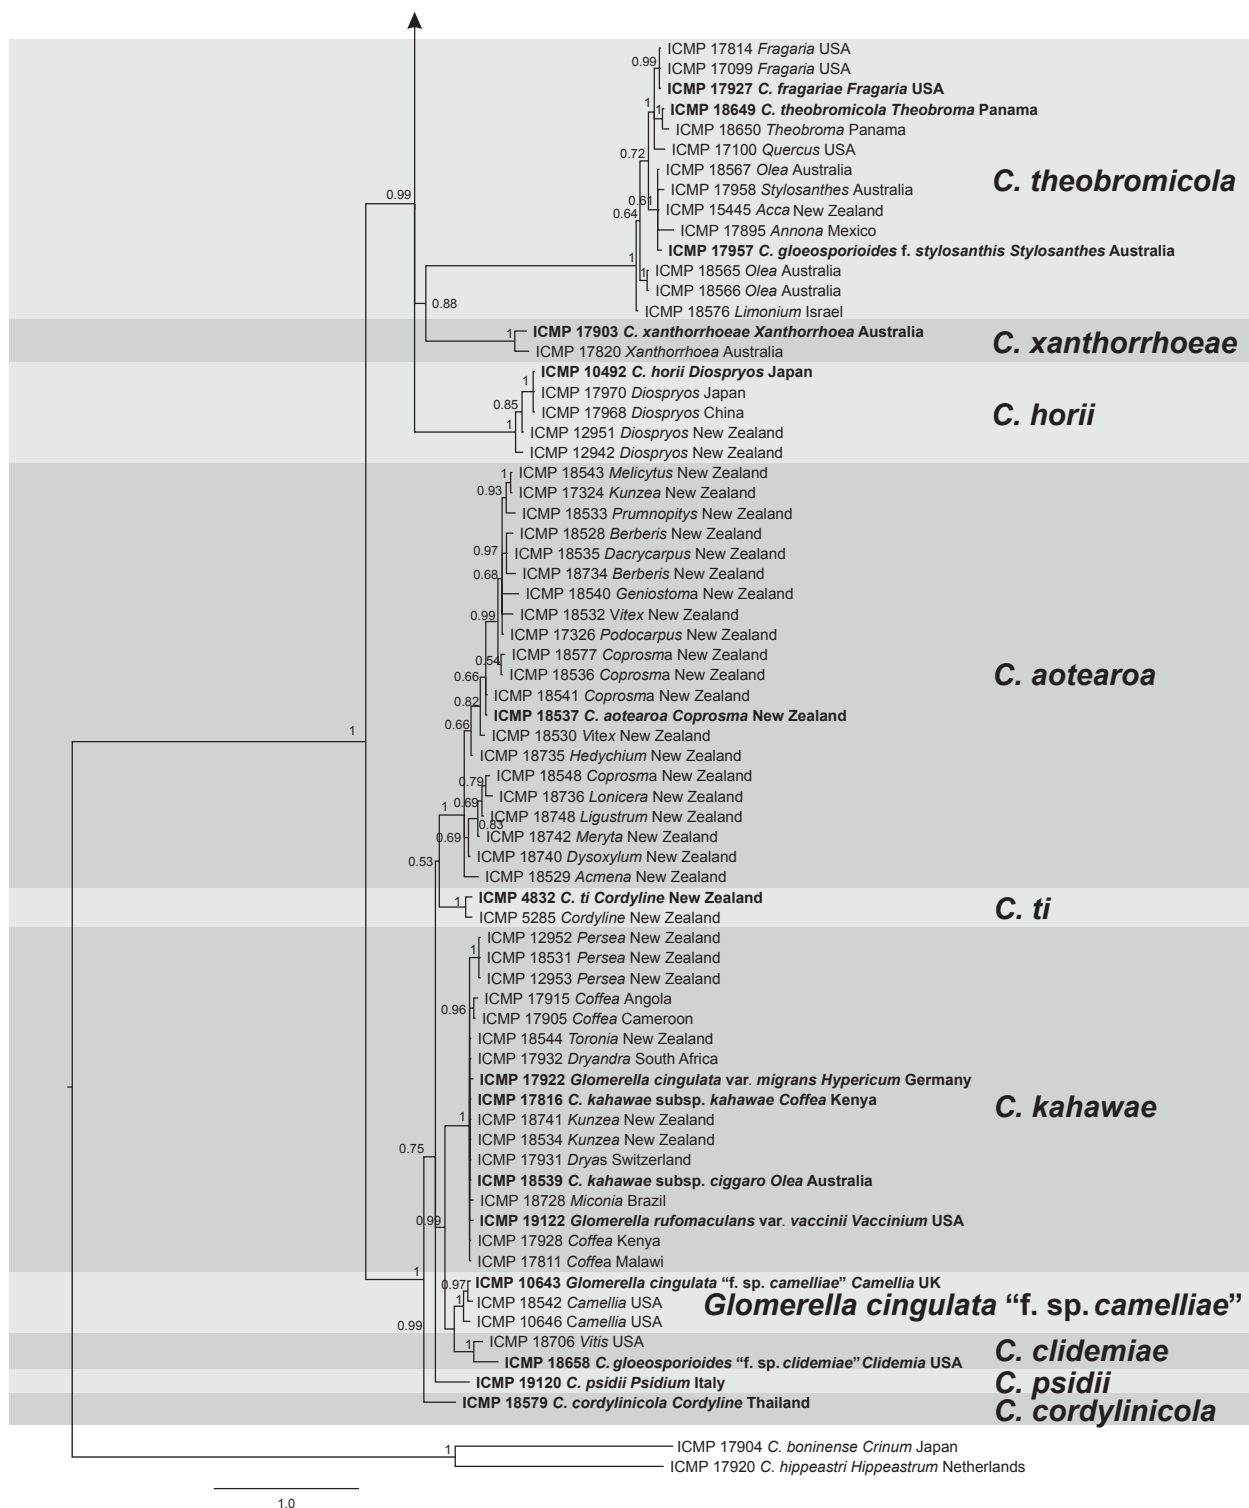 ICMP 17814 Fragaria USA
0.99
ICMP 17099 Fragaria USA
ICMP 17927 C. fragariae Fragaria USA
1
1
ICMP 18649 C. theobromicola Theobroma Panama
ICMP 18650 Theobroma Panama
ICMP 17100 Quercus USA
0.72
ICMP 18567 Olea Australia
C. theobromicola
ICMP 17958 Stylosanthes Australia
0.99
0.61
ICMP 15445 Acca New Zealand
0.64
ICMP 17895 Annona Mexico
ICMP 17957 C. gloeosporioides f. stylosanthis Stylosanthes Australia
1
1
ICMP 18565 Olea Australia
ICMP 18566 Olea Australia
0.88
ICMP 18576 Limonium Israel
1
ICMP 17903 C. xanthorrhoeae Xanthorrhoea Australia
C. xanthorrhoeae
ICMP 17820 Xanthorrhoea Australia
ICMP 10492 C. horii Diospryos Japan
1
ICMP 17970 Diospryos Japan
0.85
ICMP 17968 Diospryos China
C. horii
1
ICMP 12951 Diospryos New Zealand
ICMP 12942 Diospryos New Zealand
1
ICMP 18543 Melicytus New Zealand
0.93
ICMP 17324 Kunzea New Zealand
ICMP 18533 Prumnopitys New Zealand
ICMP 18528 Berberis New Zealand
0.97
ICMP 18535 Dacrycarpus New Zealand
0.68
ICMP 18734 Berberis New Zealand
ICMP 18540 Geniostoma New Zealand
0.99
ICMP 18532 Vitex New Zealand
ICMP 17326 Podocarpus New Zealand
0.54
ICMP 18577 Coprosma New Zealand
0.66
ICMP 18536 Coprosma New Zealand
C. aotearoa
ICMP 18541 Coprosma New Zealand
0.82
ICMP 18537 C. aotearoa Coprosma New Zealand
0.66
ICMP 18530 Vitex New Zealand
1
ICMP 18735 Hedychium New Zealand
0.79
ICMP 18548 Coprosma New Zealand
ICMP 18736 Lonicera New Zealand
1
0.69
ICMP 18748 Ligustrum New Zealand
0.83
0.69
ICMP 18742 Meryta New Zealand
ICMP 18740 Dysoxylum New Zealand
0.53
ICMP 18529 Acmena New Zealand
1
ICMP 4832 C. ti Cordyline New Zealand
C. ti
ICMP 5285 Cordyline New Zealand
ICMP 12952 Persea New Zealand
1
ICMP 18531 Persea New Zealand
ICMP 12953 Persea New Zealand
ICMP 17915 Coffea Angola
0.96
ICMP 17905 Coffea Cameroon
ICMP 18544 Toronia New Zealand
ICMP 17932 Dryandra South Africa
ICMP 17922 Glomerella cingulata var. migrans Hypericum Germany
ICMP 17816 C. kahawae subsp. kahawae Coffea Kenya
C. kahawae
1
ICMP 18741 Kunzea New Zealand
ICMP 18534 Kunzea New Zealand
0.75
ICMP 17931 Dryas Switzerland
ICMP 18539 C. kahawae subsp. ciggaro Olea Australia
ICMP 18728 Miconia Brazil
0.99
ICMP 19122 Glomerella rufomaculans var. vaccinii Vaccinium USA
ICMP 17928 Coffea Kenya
ICMP 17811 Coffea Malawi
1
0.97
ICMP 10643 Glomerella cingulata “f. sp. camelliae” Camellia UK
1
ICMP 18542 Camellia USA
Glomerella cingulata “f. sp. camelliae”
0.99
ICMP 10646 Camellia USA
1
ICMP 18706 Vitis USA
C. clidemiae
ICMP 18658 C. gloeosporioides “f. sp. clidemiae” Clidemia USA
ICMP 19120 C. psidii Psidium Italy
C. psidii
ICMP 18579 C. cordylinicola Cordyline Thailand
C. cordylinicola
1
ICMP 17904 C. boninense Crinum Japan
ICMP 17920 C. hippeastri Hippeastrum Netherlands
1.0